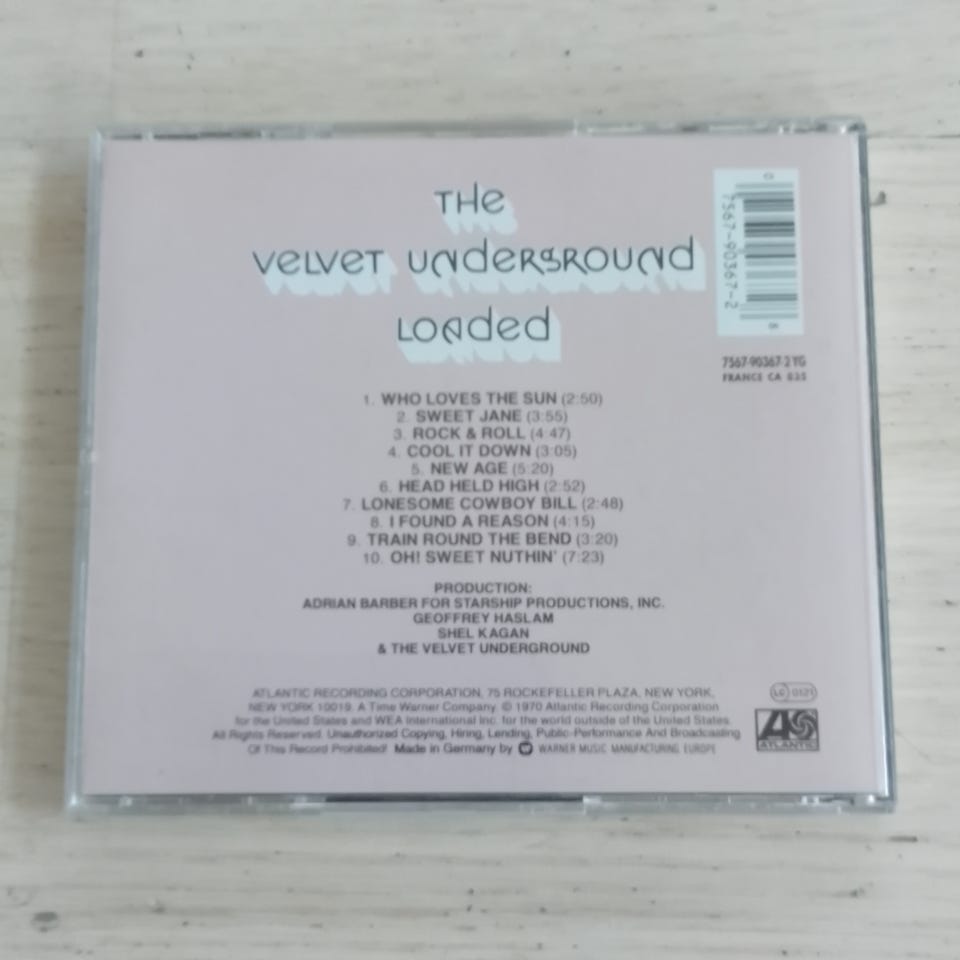 THE
VELVET UNDERGROUND
LOADED
0
7567-90367-2
8
7567-90367-2 YG
FRANCE CA 835
1. WHO LOVES THE SUN (2:50)
2. SWEET JANE (3:55)
3. ROCK & ROLL (4:47)
4. COOL IT DOWN (3:05)
5. NEW AGE (5:20)
6. HEAD HELD HIGH (2:52)
7. LONESOME COWBOY BILL (2:48)
8. I FOUND A REASON (4:15)
9. TRAIN ROUND THE BEND (3:20)
10. OH! SWEET NUTHIN' (7:23)
PRODUCTION:
ADRIAN BARBER FOR STARSHIP PRODUCTIONS, INC.
GEOFFREY HASLAM
SHEL KAGAN
& THE VELVET UNDERGROUND
ATLANTIC RECORDING CORPORATION, 75 ROCKEFELLER PLAZA, NEW YORK,
NEW YORK 10019. A Time Warner Company. © 1970 Atlantic Recording Corporation
for the United States and WEA International Inc. for the world outside of the United States.
All Rights Reserved. Unauthorized Copying, Hiring, Lending, Public-Performance And Broadcasting
Of This Record Prohibited! Made in Germany by WARNER MUSIC MANUFACTURING EUROPE
LC 0121
ATLANTIC